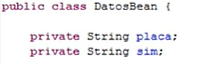 public class DatosBean {
private String placa;
private String sim;